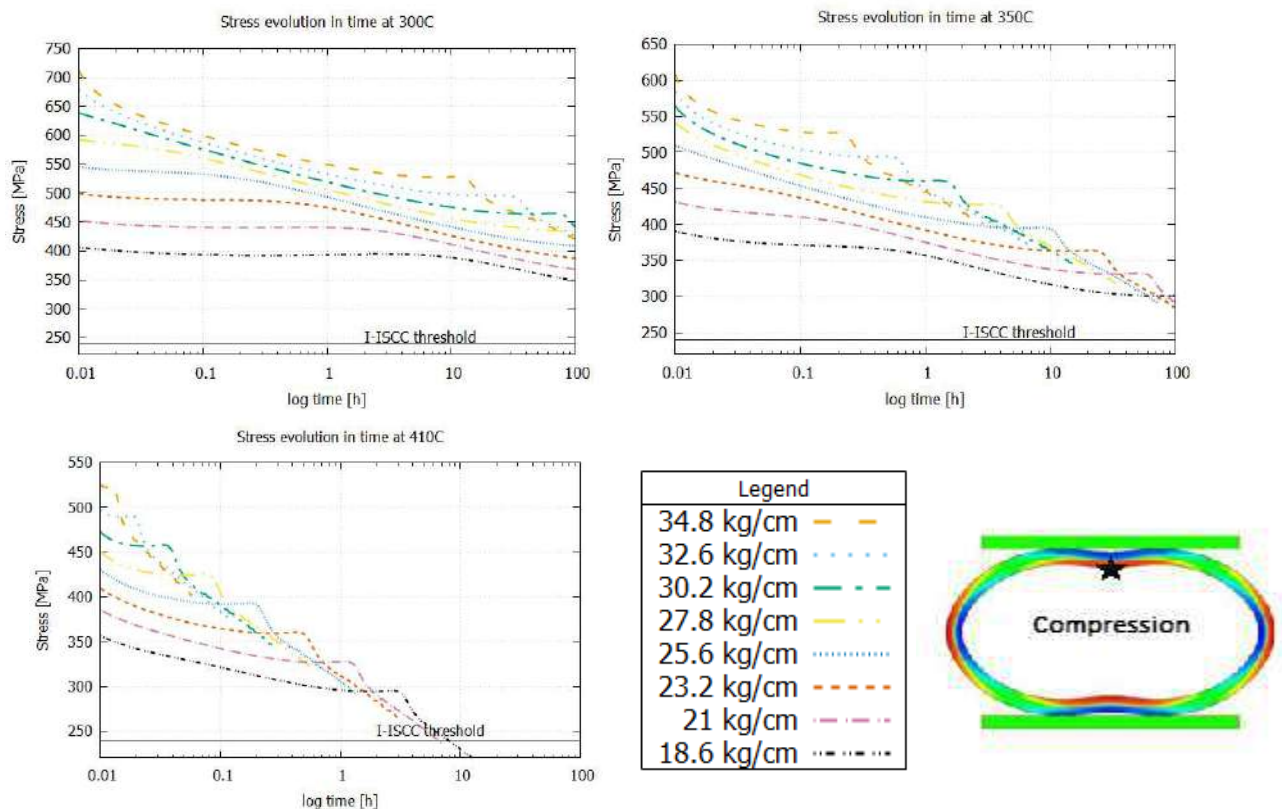 Stress evolution in time at 300C
750
700
650
600
550
500
450
400
350
300
250
Stress [MPa]
I-ISCC threshold
0.01 0.1 1 10 100
log time [h]
Stress evolution in time at 350C
650
600
550
500
450
400
350
300
250
Stress [MPa]
I-ISCC threshold
0.01 0.1 1 10 100
log time [h]
Stress evolution in time at 410C
550
500
450
400
350
300
250
Stress [MPa]
I-ISCC threshold
0.01 0.1 1 10 100
log time [h]
Legend
34.8 kg/cm
32.6 kg/cm
30.2 kg/cm
27.8 kg/cm
25.6 kg/cm
23.2 kg/cm
21 kg/cm
18.6 kg/cm
Compression